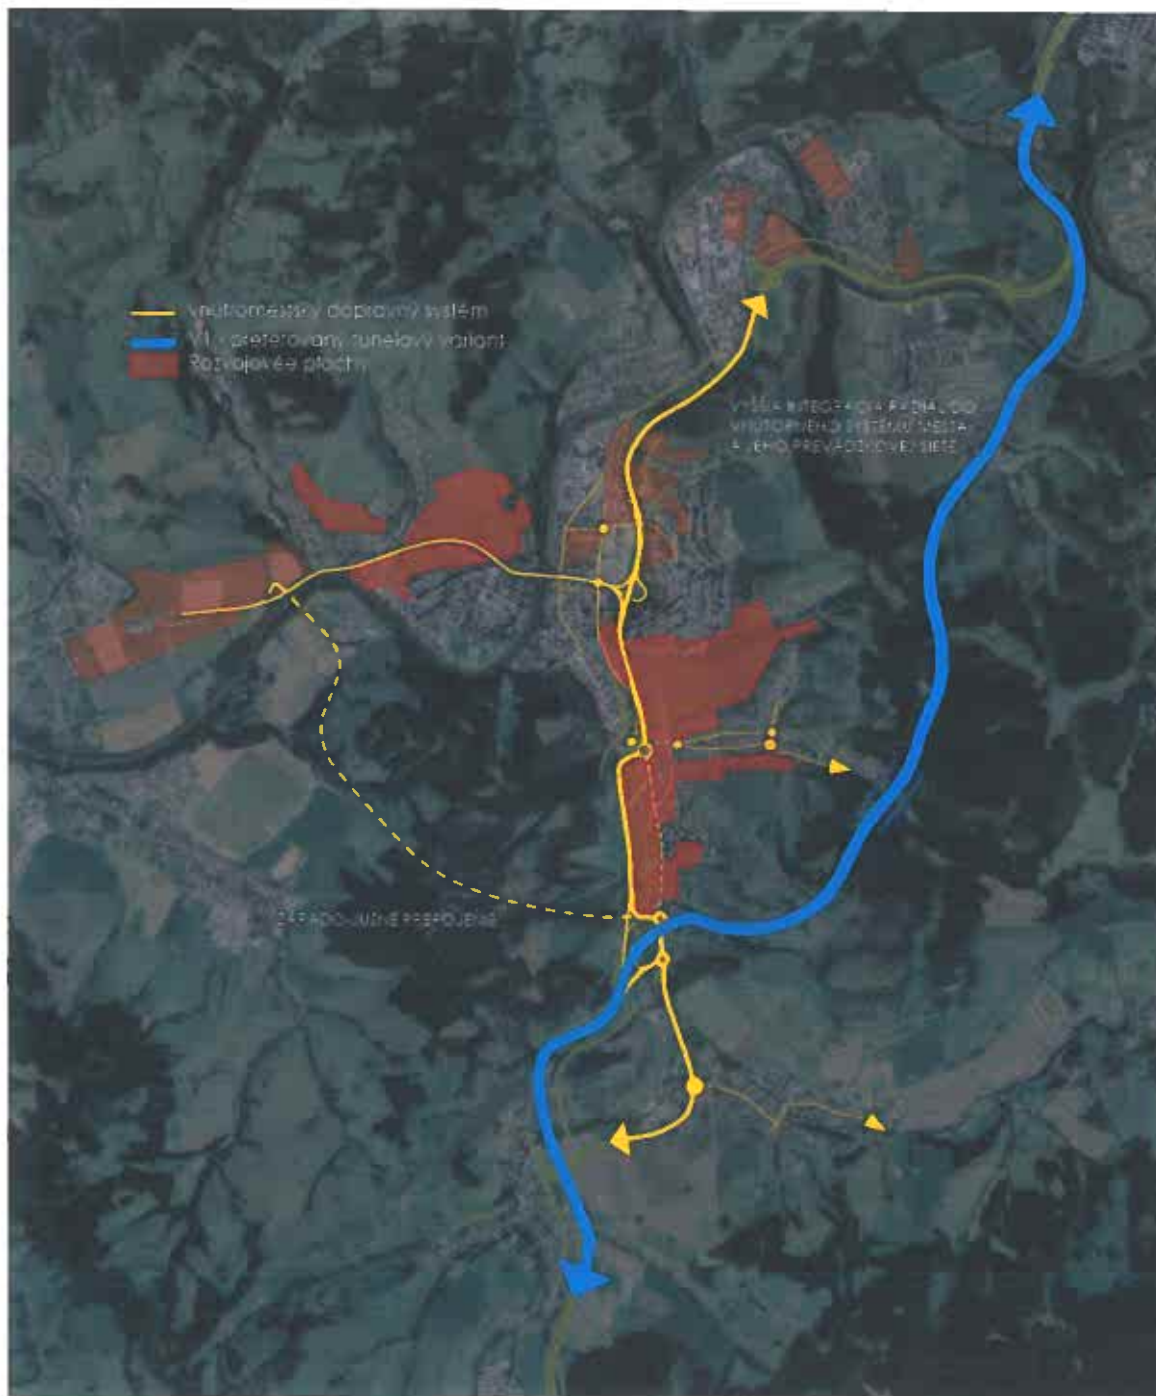 vnútromestský dopravný systém
V1 - preferovaný tunelový variant
Rozvojovée plochy
VYŠŠIA INTEGRÁCIA RADIÁL DO
VNÚTORNÉHO SYSTÉMU MESTA
A JEHO PREVÁDZKOVEJ SIETE
ZÁPADO-JUŽNÉ PREPOJENIE